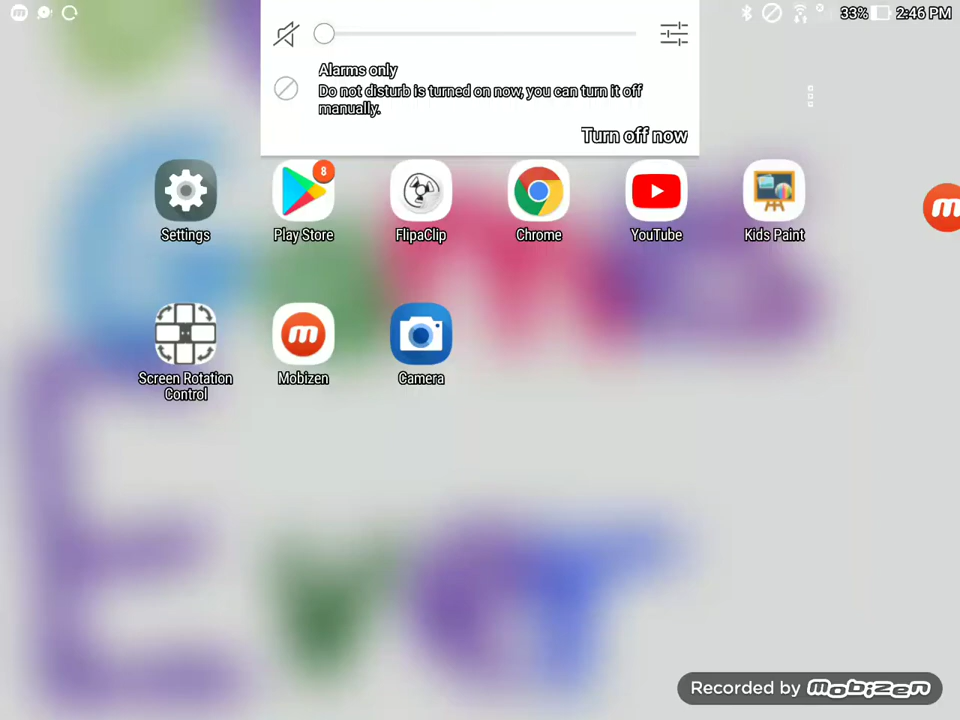 33% 2:46 PM
Alarms only
Do not disturb is turned on now, you can turn it off
manually.
Turn off now
8
Settings
Play Store
FlipaClip
Chrome
YouTube
Kids Paint
Screen Rotation
Control
Mobizen
Camera
Recorded by mobizen